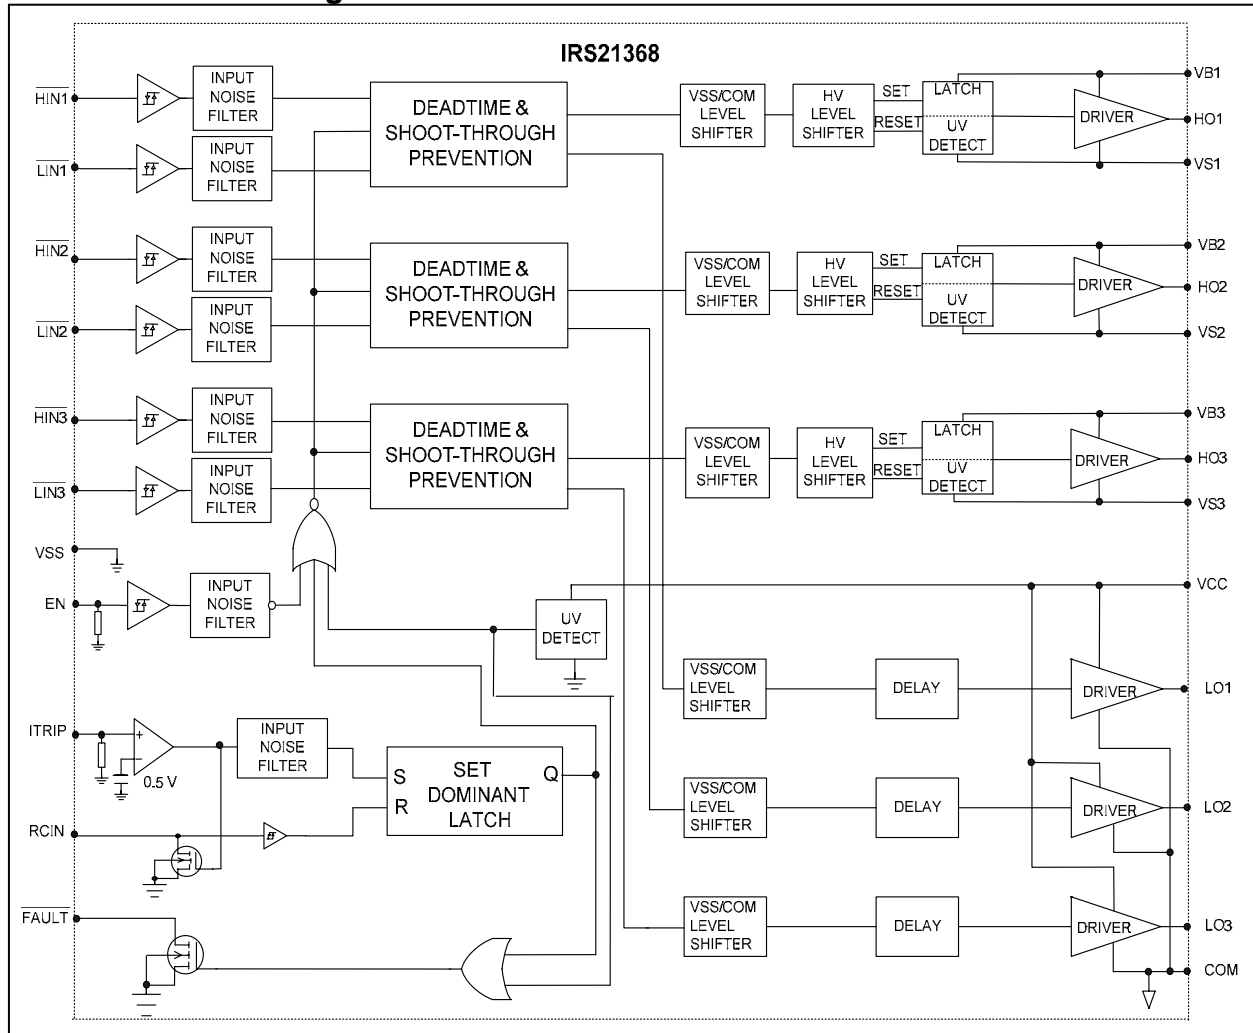 IRS21368
HIN1
INPUT
NOISE
FILTER
LIN1
INPUT
NOISE
FILTER
DEADTIME &
SHOOT-THROUGH
PREVENTION
VSS/COM
LEVEL
SHIFTER
HV
LEVEL
SHIFTER
SET
RESET
LATCH
UV
DETECT
DRIVER
VB1
HO1
VS1
HIN2
INPUT
NOISE
FILTER
LIN2
INPUT
NOISE
FILTER
DEADTIME &
SHOOT-THROUGH
PREVENTION
VSS/COM
LEVEL
SHIFTER
HV
LEVEL
SHIFTER
SET
RESET
LATCH
UV
DETECT
DRIVER
VB2
HO2
VS2
HIN3
INPUT
NOISE
FILTER
LIN3
INPUT
NOISE
FILTER
DEADTIME &
SHOOT-THROUGH
PREVENTION
VSS/COM
LEVEL
SHIFTER
HV
LEVEL
SHIFTER
SET
RESET
LATCH
UV
DETECT
DRIVER
VB3
HO3
VS3
VSS
EN
INPUT
NOISE
FILTER
UV
DETECT
VCC
VSS/COM
LEVEL
SHIFTER
DELAY
DRIVER
LO1
ITRIP
+
−
0.5 V
INPUT
NOISE
FILTER
S
R
Q
SET
DOMINANT
LATCH
RCIN
VSS/COM
LEVEL
SHIFTER
DELAY
DRIVER
LO2
FAULT
VSS/COM
LEVEL
SHIFTER
DELAY
DRIVER
LO3
COM